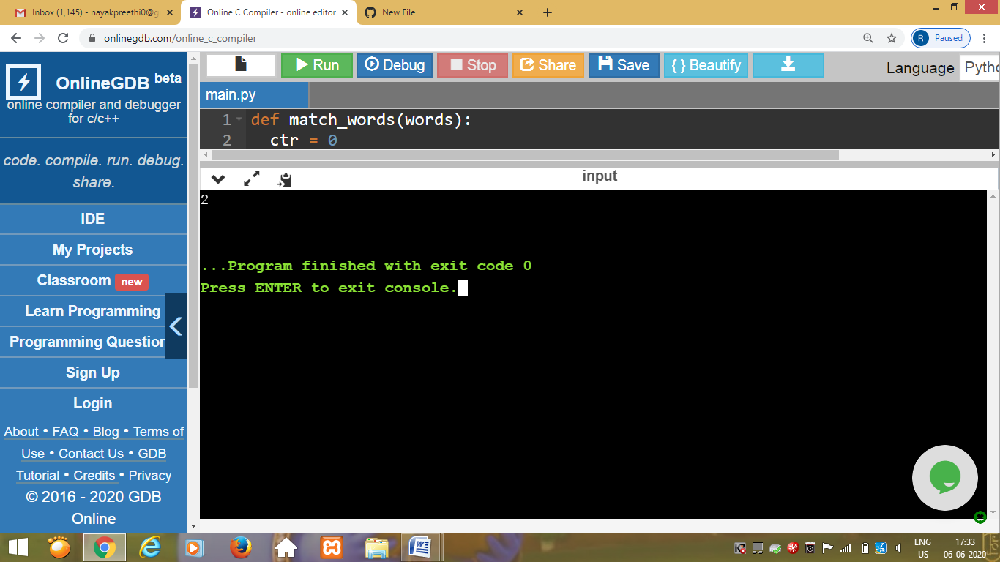 Inbox (1,145) - nayakpreethi0@g
Online C Compiler - online editor
New File
onlinegdb.com/online_c_compiler
R Paused
OnlineGDB beta
online compiler and debugger
for c/c++
code. compile. run. debug.
share.
IDE
My Projects
Classroom new
Learn Programming
Programming Question
Sign Up
Login
About • FAQ • Blog • Terms of
Use • Contact Us • GDB
Tutorial • Credits • Privacy
© 2016 - 2020 GDB
Online
Run
Debug
Stop
Share
Save
{ } Beautify
Language Pytho
main.py
1 def match_words(words):
2 ctr = 0
input
2
...Program finished with exit code 0
Press ENTER to exit console.
ENG
US
17:33
06-06-2020